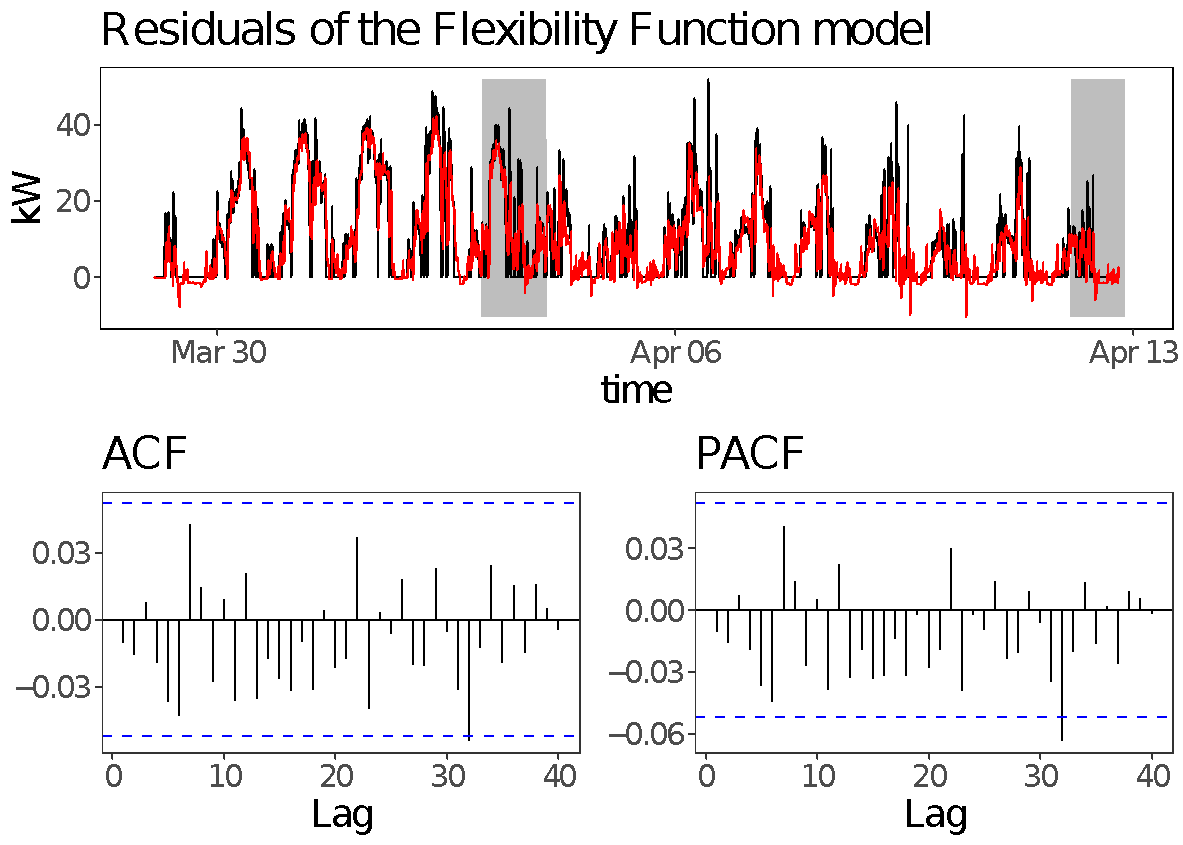 Residuals of the Flexibility Function model
kW
40
20
0
Mar 30 Apr 06 Apr 13
time
ACF
0.03
0.00
−0.03
0 10 20 30 40
Lag
PACF
0.03
0.00
−0.03
−0.06
0 10 20 30 40
Lag